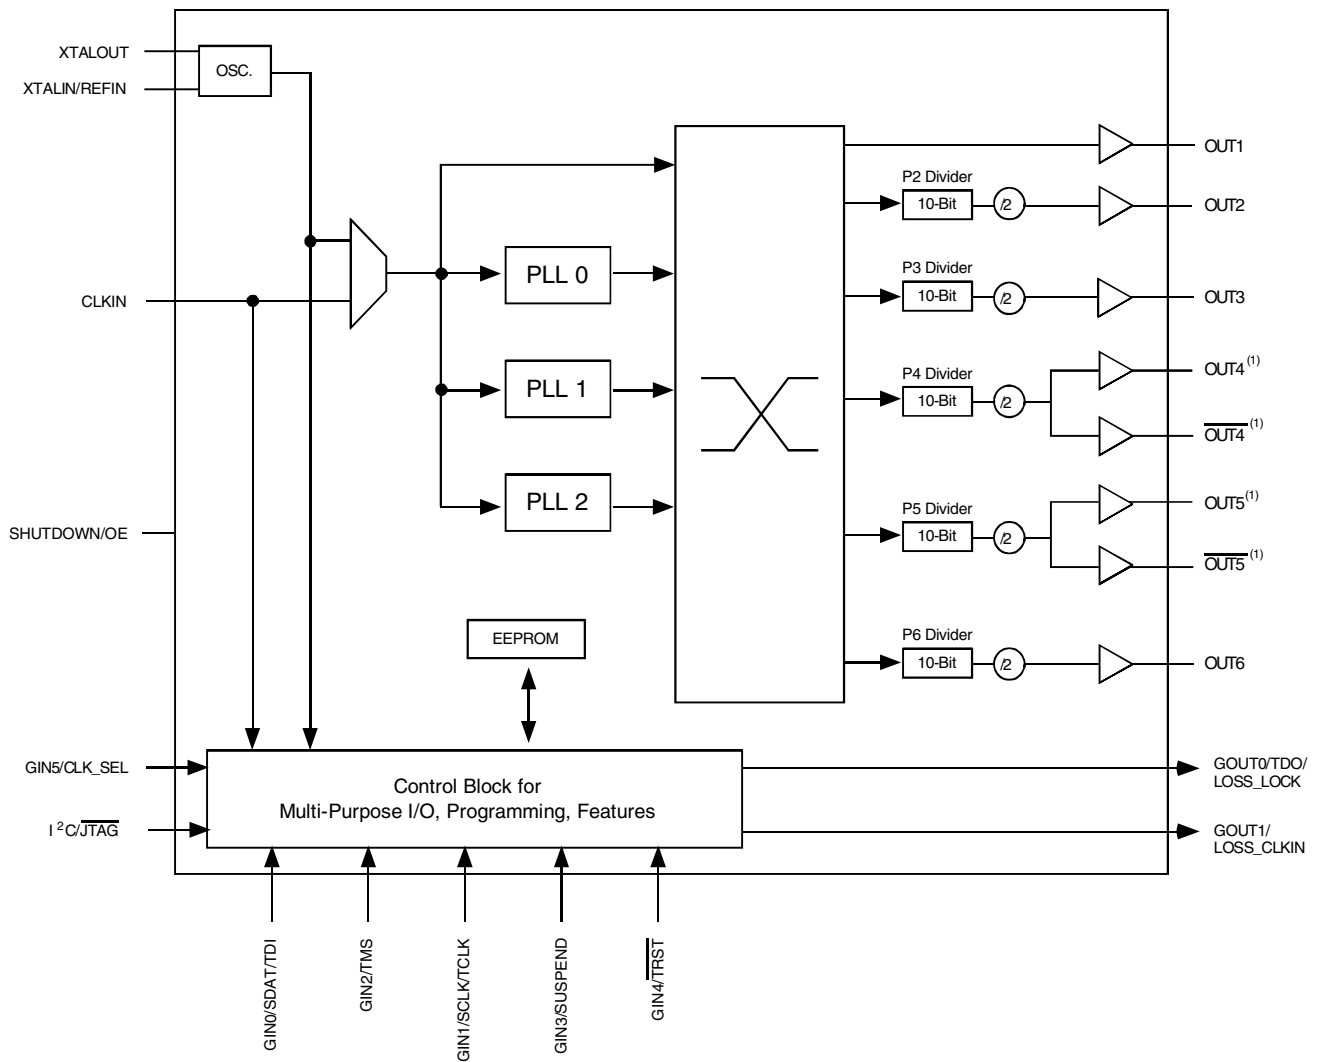 XTALOUT
OSC.
XTALIN/REFIN
OUT1
P2 Divider
10-Bit
/2
OUT2
P3 Divider
10-Bit
/2
OUT3
PLL 0
CLKIN
PLL 1
P4 Divider
10-Bit
/2
OUT4(1)
OUT4(1)
PLL 2
P5 Divider
10-Bit
/2
OUT5(1)
OUT5(1)
SHUTDOWN/OE
EEPROM
P6 Divider
10-Bit
/2
OUT6
GIN5/CLK_SEL
I2C/JTAG
Control Block for
Multi-Purpose I/O, Programming, Features
GOUT0/TDO/
LOSS_LOCK
GOUT1/
LOSS_CLKIN
GIN0/SDAT/TDI
GIN2/TMS
GIN1/SCLK/TCLK
GIN3/SUSPEND
GIN4/TRST